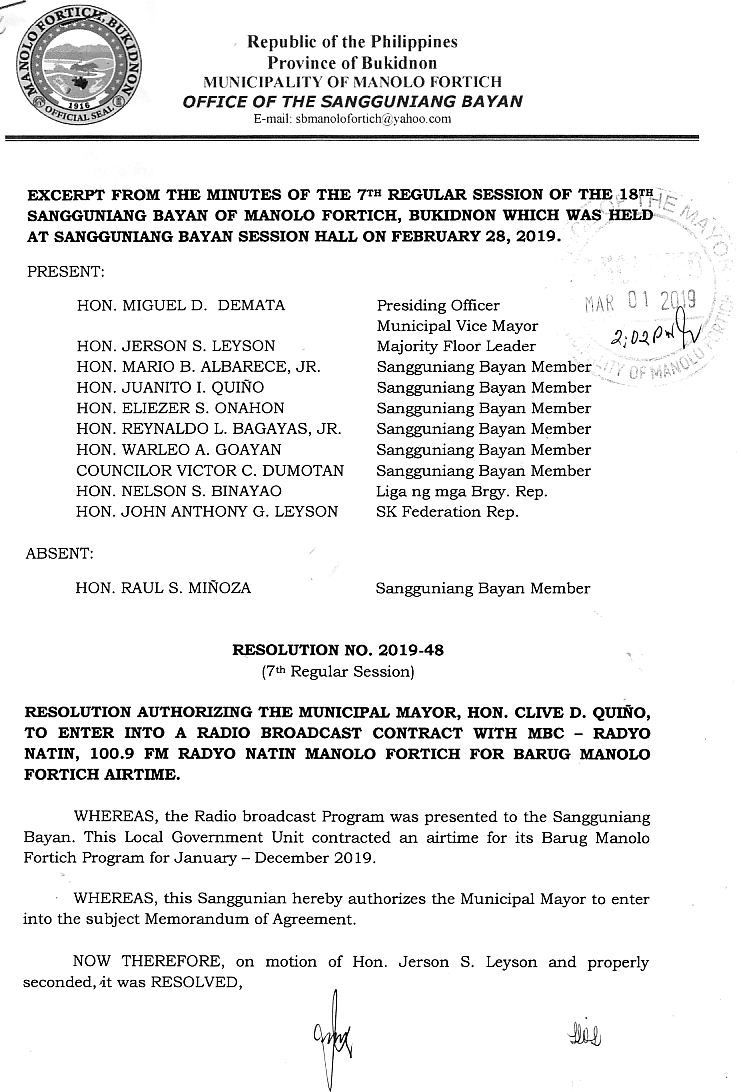 MANOLO FORTICH, BUKIDNON
1916
OFFICIAL SEAL
Republic of the Philippines
Province of Bukidnon
MUNICIPALITY OF MANOLO FORTICH
OFFICE OF THE SANGGUNIANG BAYAN
E-mail: sbmanolofortich@yahoo.com
EXCERPT FROM THE MINUTES OF THE 7TH REGULAR SESSION OF THE 18TH
SANGGUNIANG BAYAN OF MANOLO FORTICH, BUKIDNON WHICH WAS HELD
AT SANGGUNIANG BAYAN SESSION HALL ON FEBRUARY 28, 2019.
OF THE MAYOR
MAR 01 2019
2:02PM
OF MANOLO FORTICH
PRESENT:
HON. MIGUEL D. DEMATA Presiding Officer
Municipal Vice Mayor
HON. JERSON S. LEYSON Majority Floor Leader
HON. MARIO B. ALBARECE, JR. Sangguniang Bayan Member
HON. JUANITO I. QUIÑO Sangguniang Bayan Member
HON. ELIEZER S. ONAHON Sangguniang Bayan Member
HON. REYNALDO L. BAGAYAS, JR. Sangguniang Bayan Member
HON. WARLEO A. GOAYAN Sangguniang Bayan Member
COUNCILOR VICTOR C. DUMOTAN Sangguniang Bayan Member
HON. NELSON S. BINAYAO Liga ng mga Brgy. Rep.
HON. JOHN ANTHONY G. LEYSON SK Federation Rep.
ABSENT:
HON. RAUL S. MIÑOZA Sangguniang Bayan Member
RESOLUTION NO. 2019-48
(7th Regular Session)
RESOLUTION AUTHORIZING THE MUNICIPAL MAYOR, HON. CLIVE D. QUIÑO,
TO ENTER INTO A RADIO BROADCAST CONTRACT WITH MBC – RADYO
NATIN, 100.9 FM RADYO NATIN MANOLO FORTICH FOR BARUG MANOLO
FORTICH AIRTIME.
WHEREAS, the Radio broadcast Program was presented to the Sangguniang
Bayan. This Local Government Unit contracted an airtime for its Barug Manolo
Fortich Program for January – December 2019.
WHEREAS, this Sanggunian hereby authorizes the Municipal Mayor to enter
into the subject Memorandum of Agreement.
NOW THEREFORE, on motion of Hon. Jerson S. Leyson and properly
seconded, it was RESOLVED,